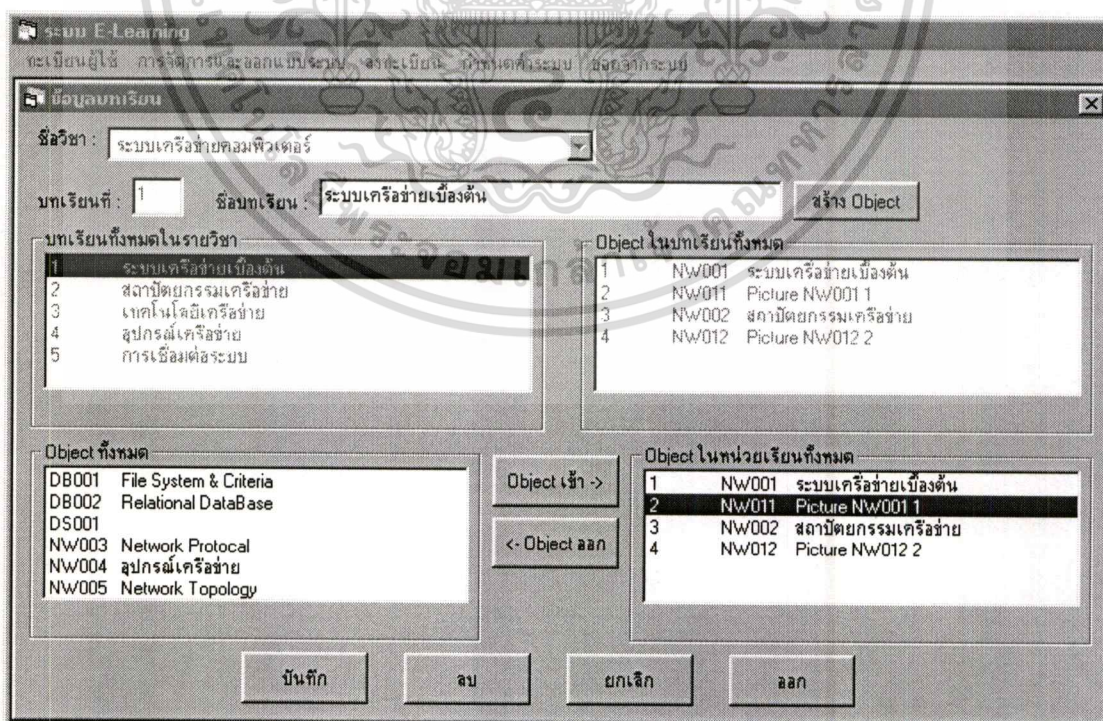 ระบบ E-Learning
ทะเบียนผู้ใช้ การจัดการและออกแบบระบบ ลงทะเบียน กำหนดค่าระบบ ออกจากระบบ
ข้อมูลบทเรียน
ชื่อวิชา : ระบบเครือข่ายคอมพิวเตอร์
บทเรียนที่ : 1 ชื่อบทเรียน : ระบบเครือข่ายเบื้องต้น สร้าง Object
บทเรียนทั้งหมดในรายวิชา
1 ระบบเครือข่ายเบื้องต้น
2 สถาปัตยกรรมเครือข่าย
3 เทคโนโลยีเครือข่าย
4 อุปกรณ์เครือข่าย
5 การเชื่อมต่อระบบ
Object ในบทเรียนทั้งหมด
1 NW001 ระบบเครือข่ายเบื้องต้น
2 NW011 Picture NW001 1
3 NW002 สถาปัตยกรรมเครือข่าย
4 NW012 Picture NW012 2
Object ทั้งหมด
DB001 File System & Criteria
DB002 Relational DataBase
DS001
NW003 Network Protocal
NW004 อุปกรณ์เครือข่าย
NW005 Network Topology
Object เข้า ->
<- Object ออก
Object ในหน่วยเรียนทั้งหมด
1 NW001 ระบบเครือข่ายเบื้องต้น
2 NW011 Picture NW001 1
3 NW002 สถาปัตยกรรมเครือข่าย
4 NW012 Picture NW012 2
บันทึก ลบ ยกเลิก ออก